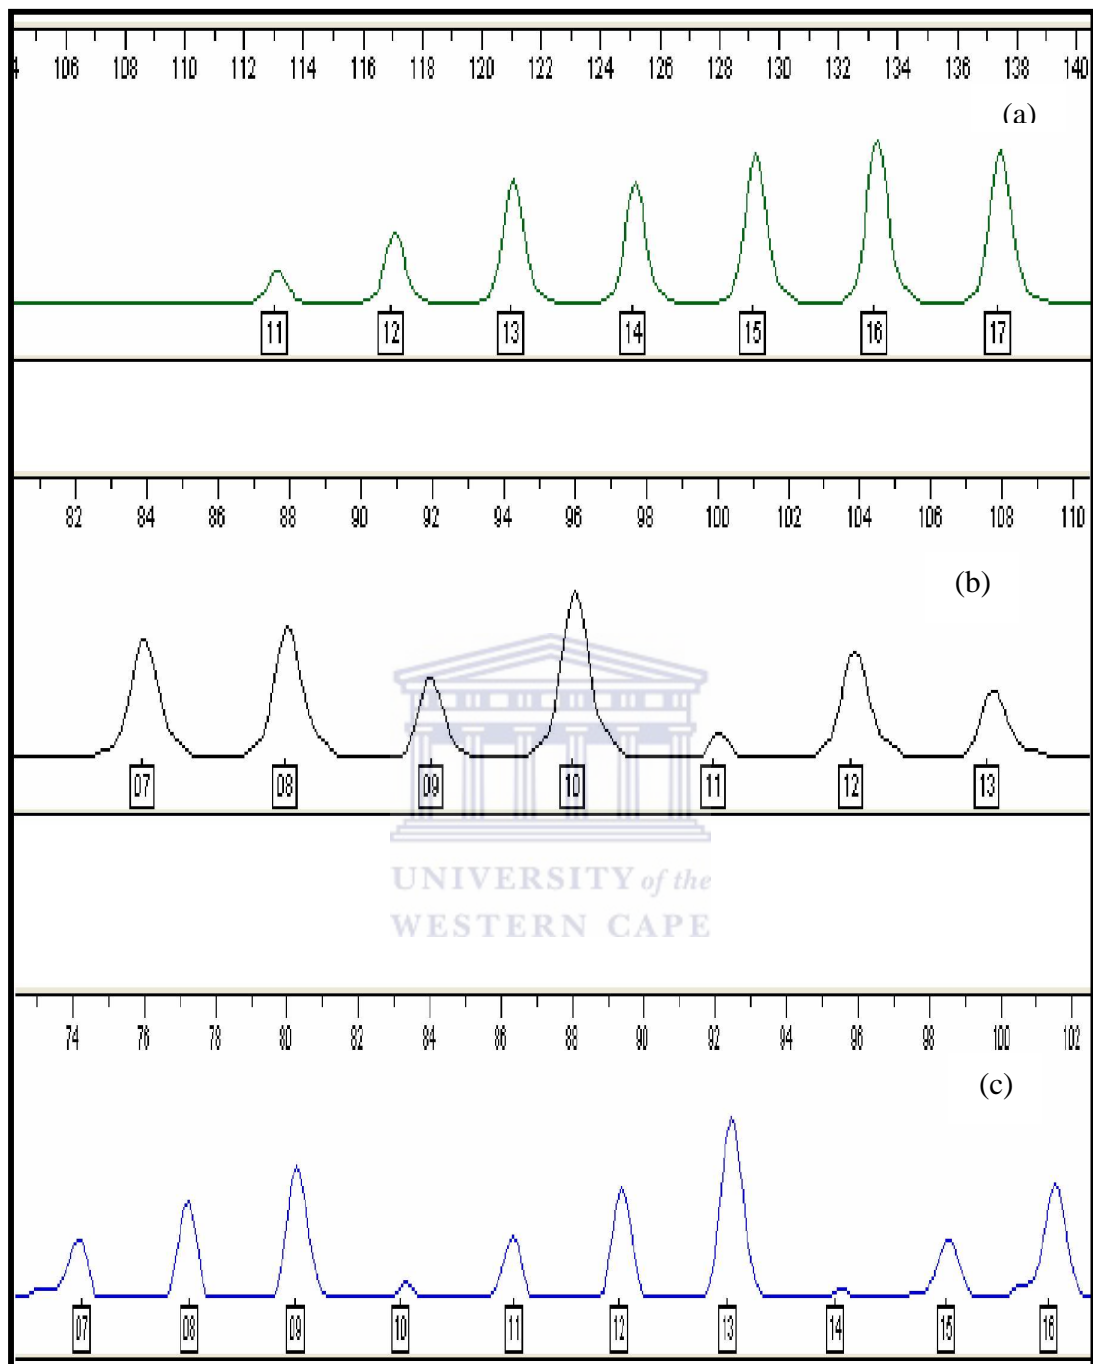 4 106 108 110 112 114 116 118 120 122 124 126 128 130 132 134 136 138 140
(a)
11 12 13 14 15 16 17
82 84 86 88 90 92 94 96 98 100 102 104 106 108 110
(b)
07 08 09 10 11 12 13
UNIVERSITY of the
WESTERN CAPE
74 76 78 80 82 84 86 88 90 92 94 96 98 100 102
(c)
07 08 09 10 11 12 13 14 15 16